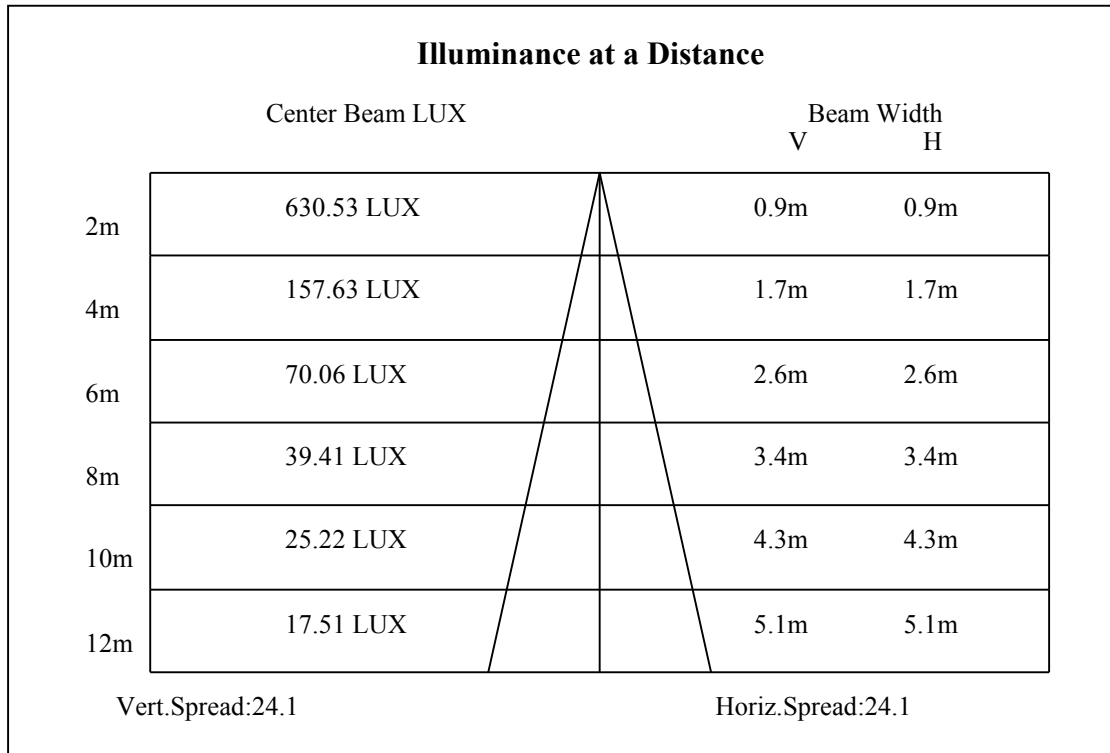 Illuminance at a Distance
Center Beam LUX Beam Width
V H
630.53 LUX 0.9m 0.9m
2m
157.63 LUX 1.7m 1.7m
4m
70.06 LUX 2.6m 2.6m
6m
39.41 LUX 3.4m 3.4m
8m
25.22 LUX 4.3m 4.3m
10m
17.51 LUX 5.1m 5.1m
12m
Vert.Spread:24.1 Horiz.Spread:24.1